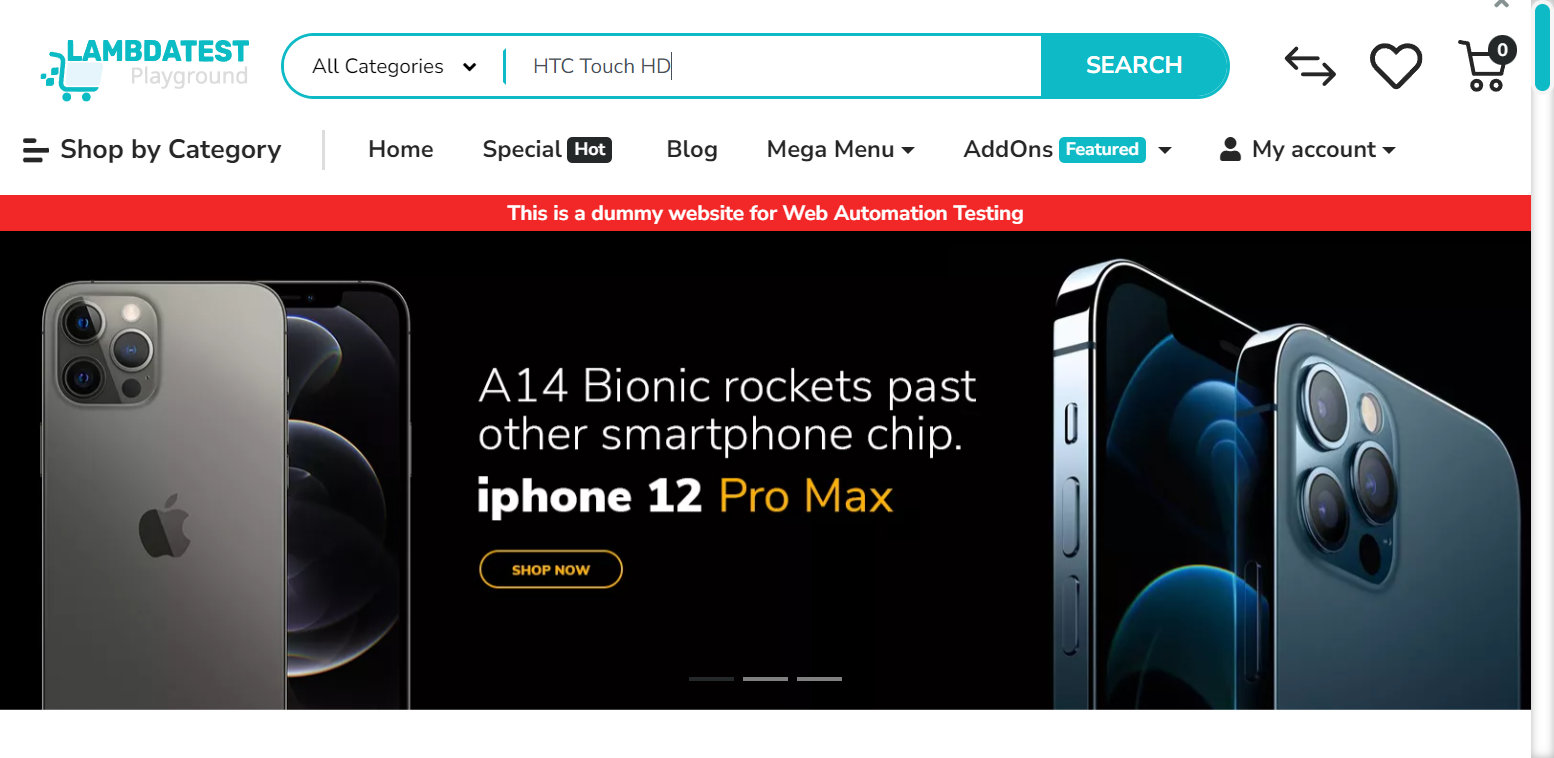 LAMBDATEST
Playground
All Categories
HTC Touch HD
SEARCH
0
Shop by Category
Home
Special Hot
Blog
Mega Menu
AddOns Featured
My account
This is a dummy website for Web Automation Testing
A14 Bionic rockets past
other smartphone chip.
iphone 12 Pro Max
SHOP NOW